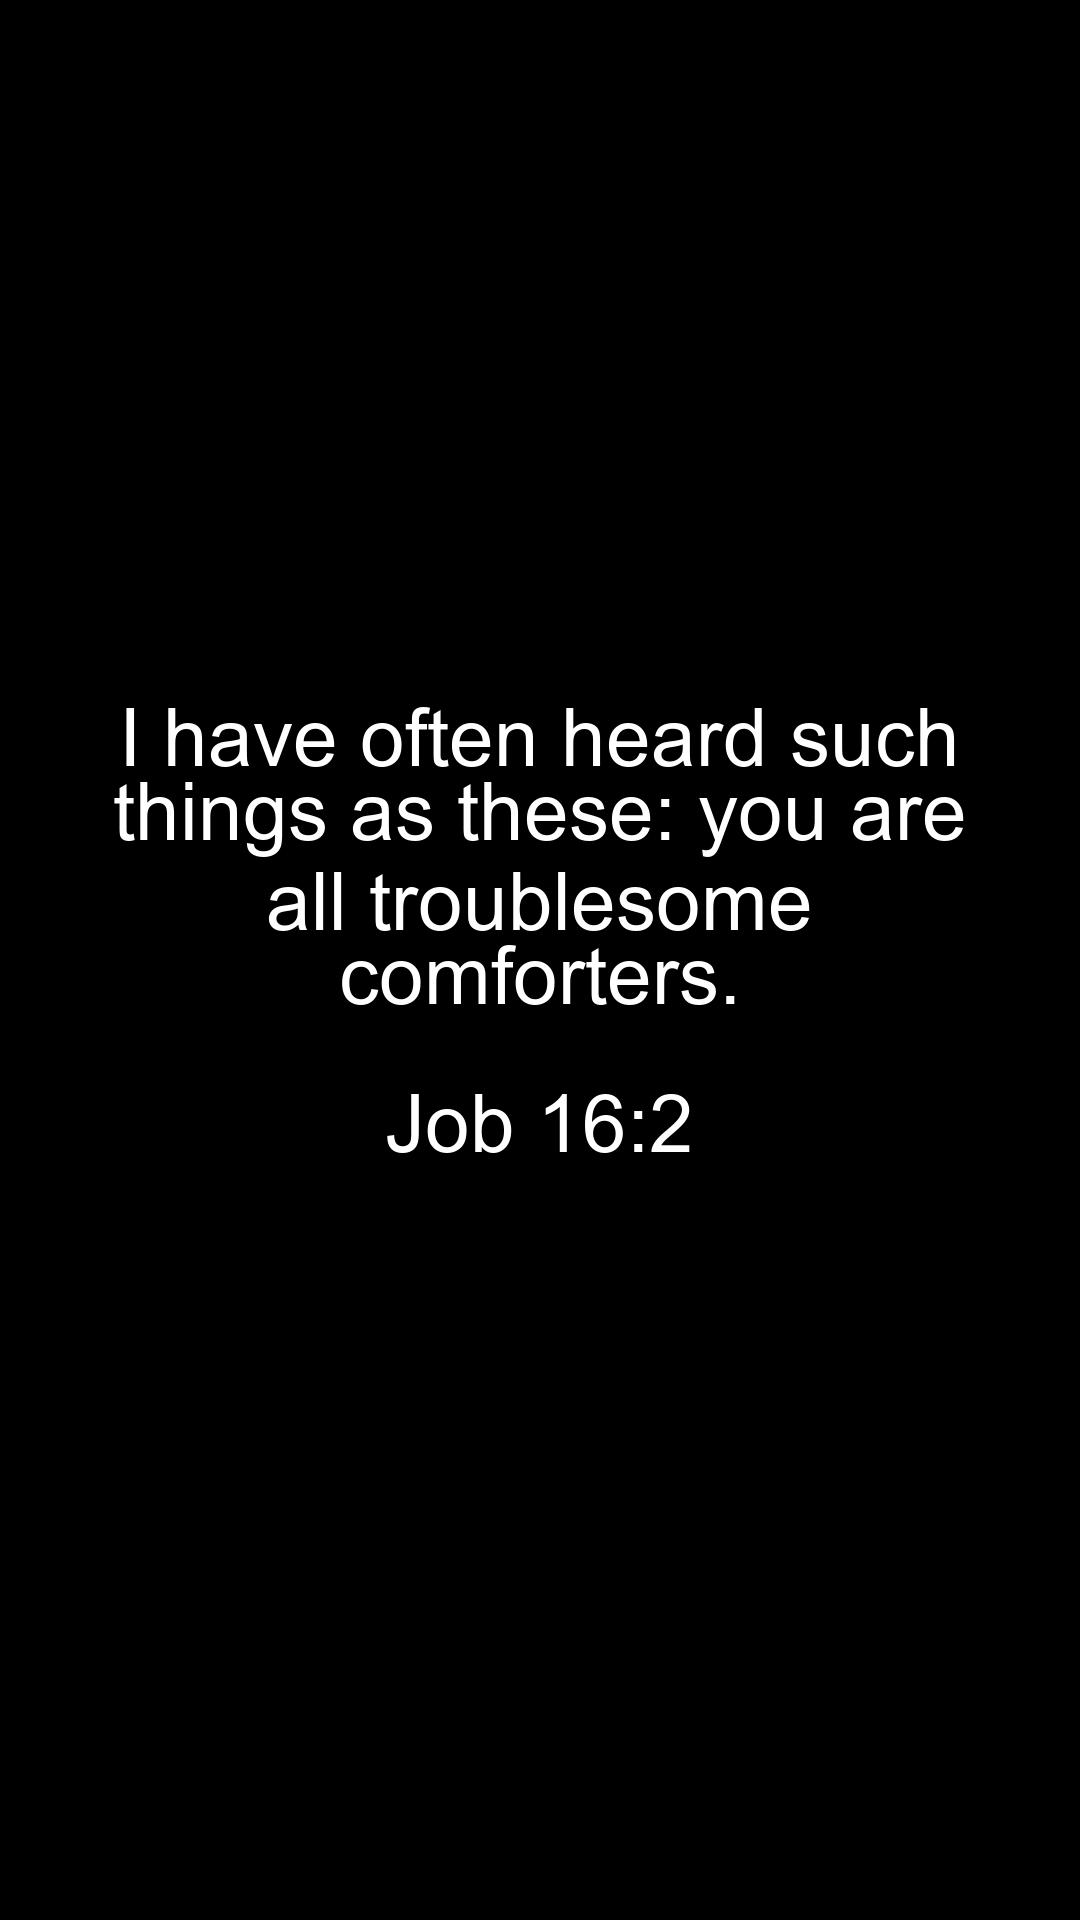 I have often heard such
things as these: you are
all troublesome
comforters.
Job 16:2